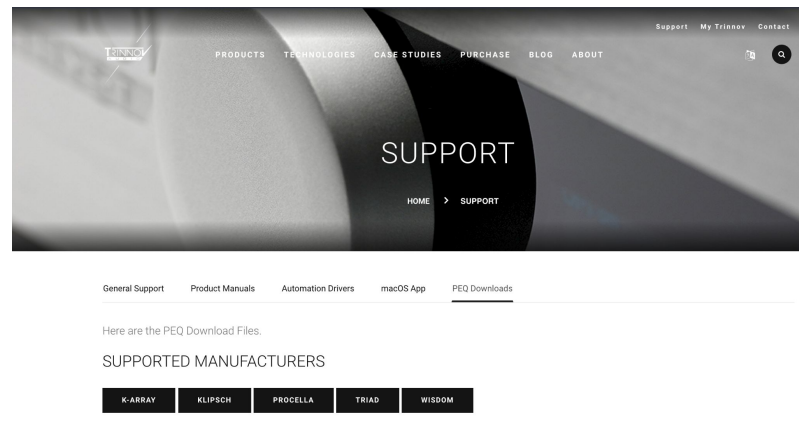 Support My Trinnov Contact
TRINNOV
PRODUCTS TECHNOLOGIES CASE STUDIES PURCHASE BLOG ABOUT
SUPPORT
HOME > SUPPORT
General Support Product Manuals Automation Drivers macOS App PEQ Downloads
Here are the PEQ Download Files.
SUPPORTED MANUFACTURERS
K-ARRAY KLIPSCH PROCELLA TRIAD WISDOM